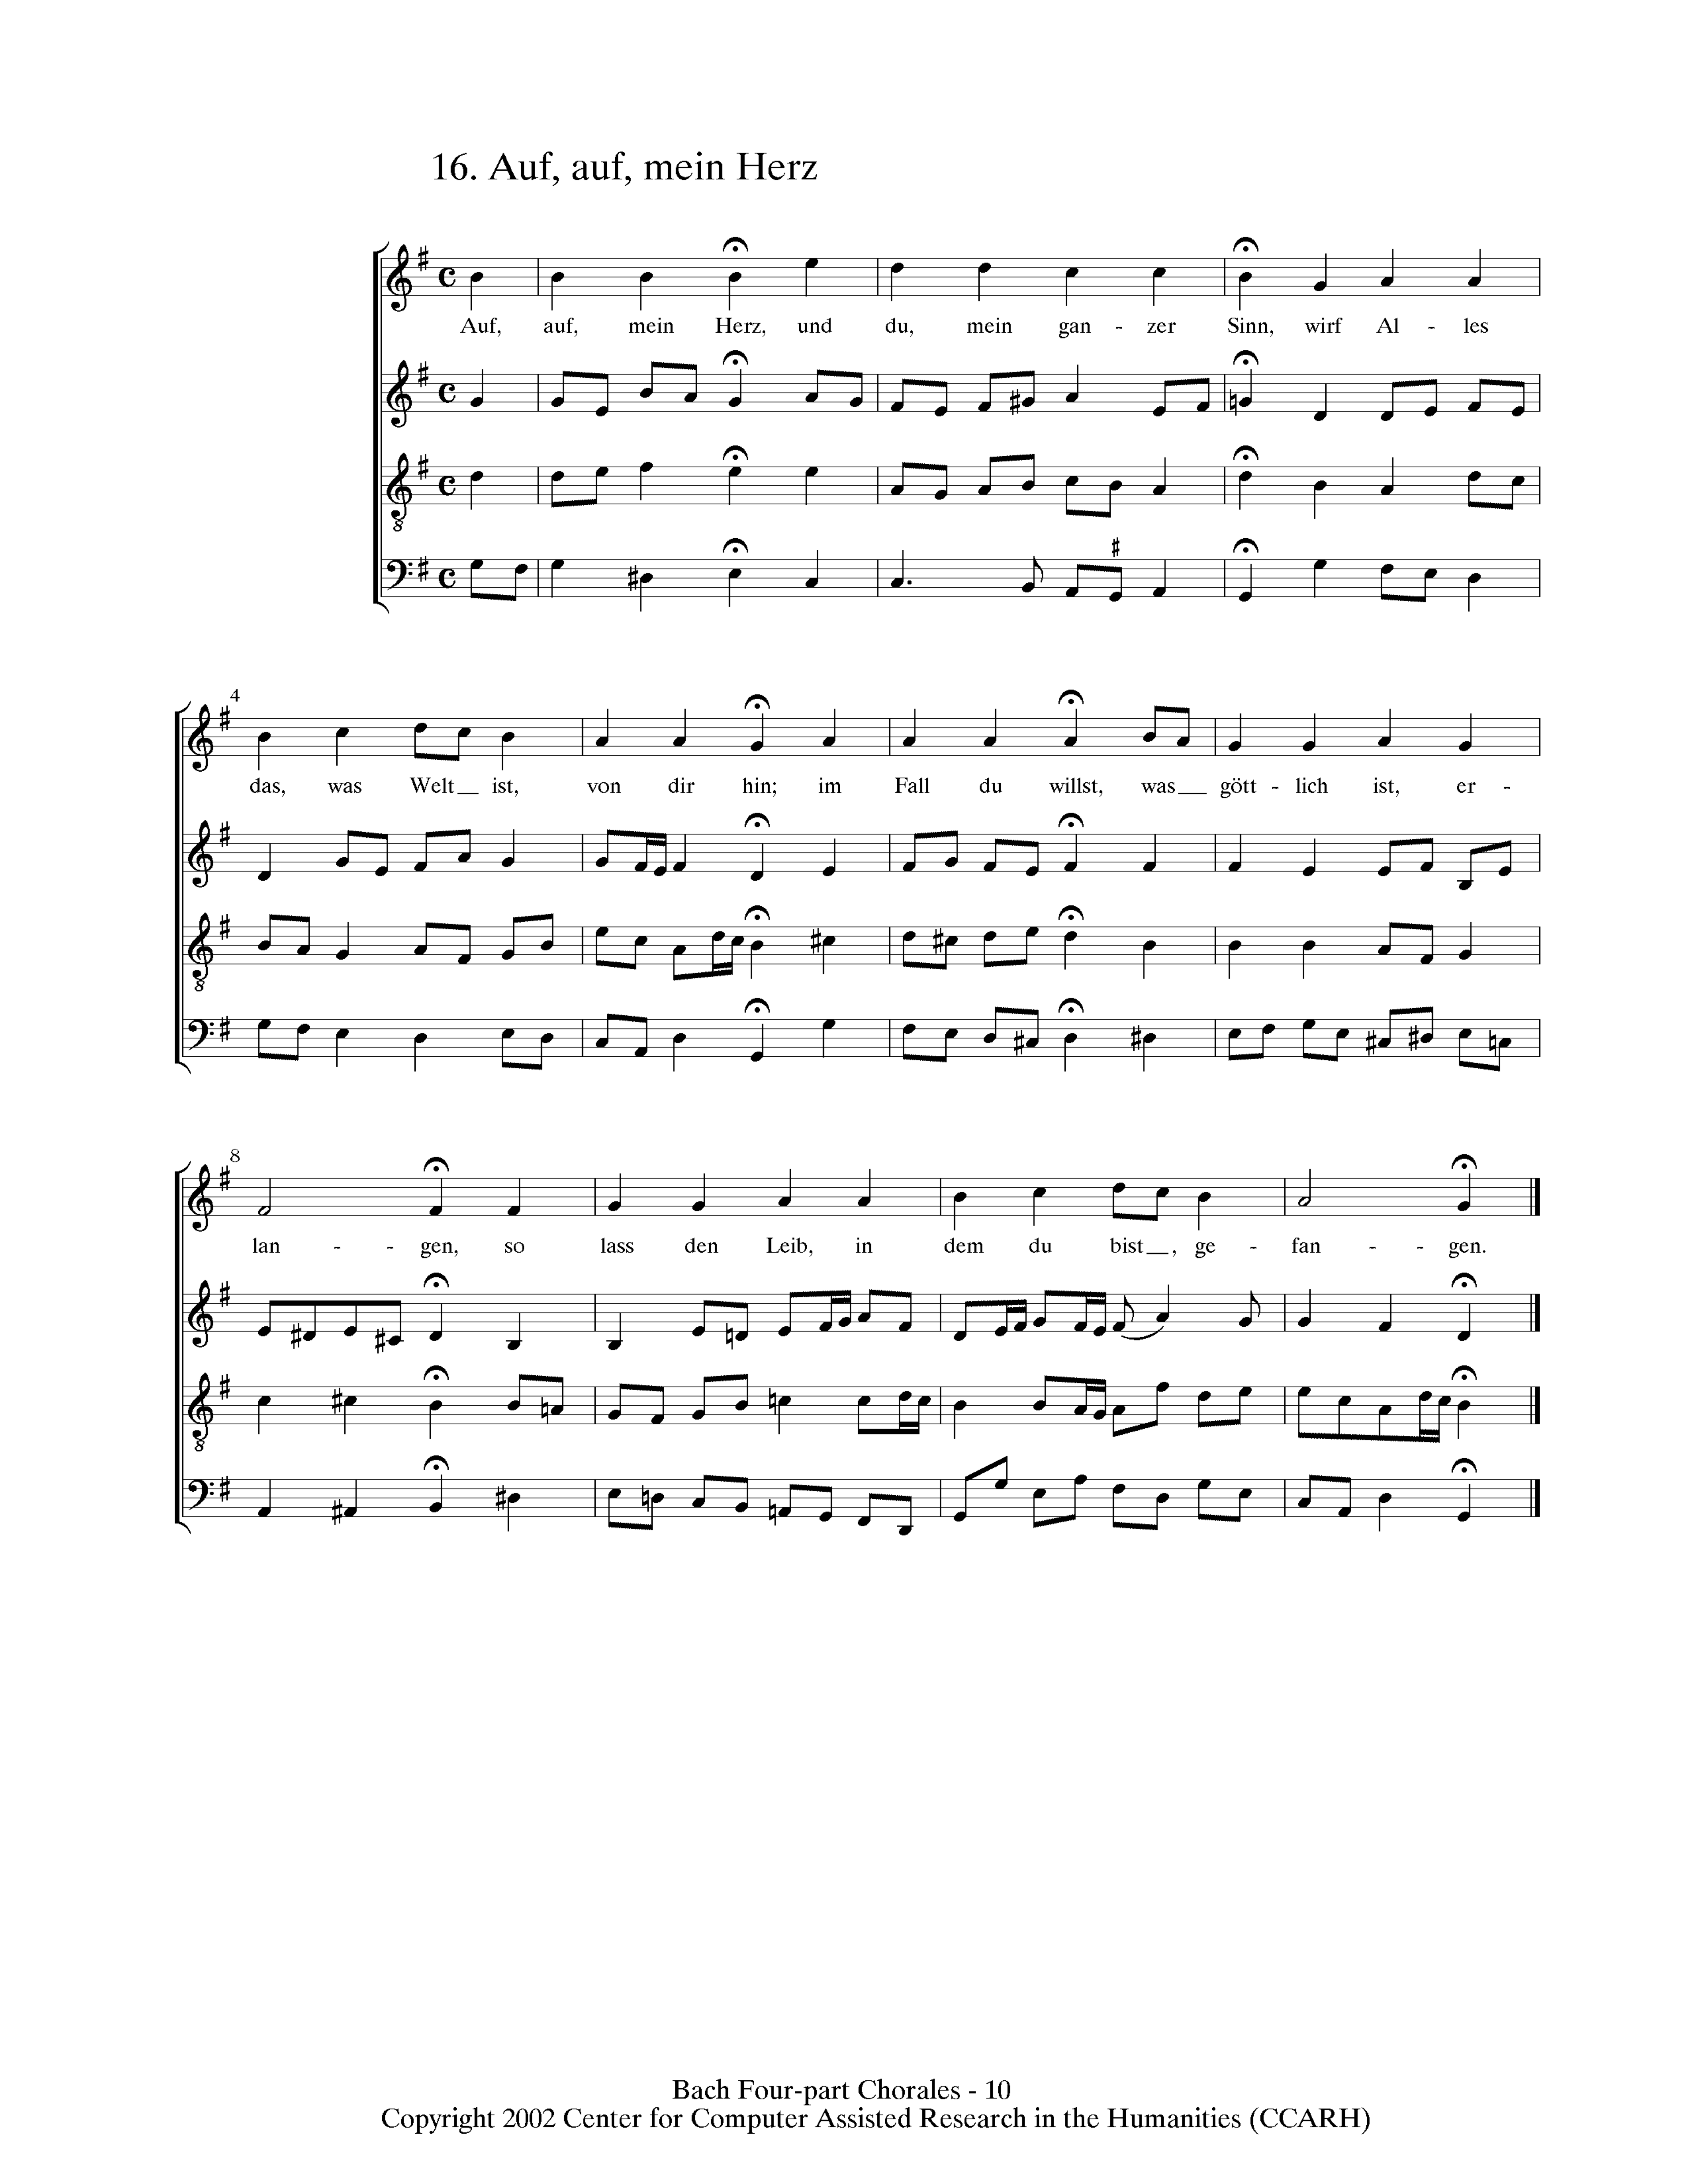 16. Auf, auf, mein Herz
Auf, auf, mein Herz, und du, mein gan - zer Sinn, wirf Al - les
8
4
das, was Welt ist, von dir hin; im Fall du willst, was gött - lich ist, er -
8
8
lan - - gen, so lass den Leib, in dem du bist , ge - fan - - gen.
8
Bach Four-part Chorales - 10
Copyright 2002 Center for Computer Assisted Research in the Humanities (CCARH)